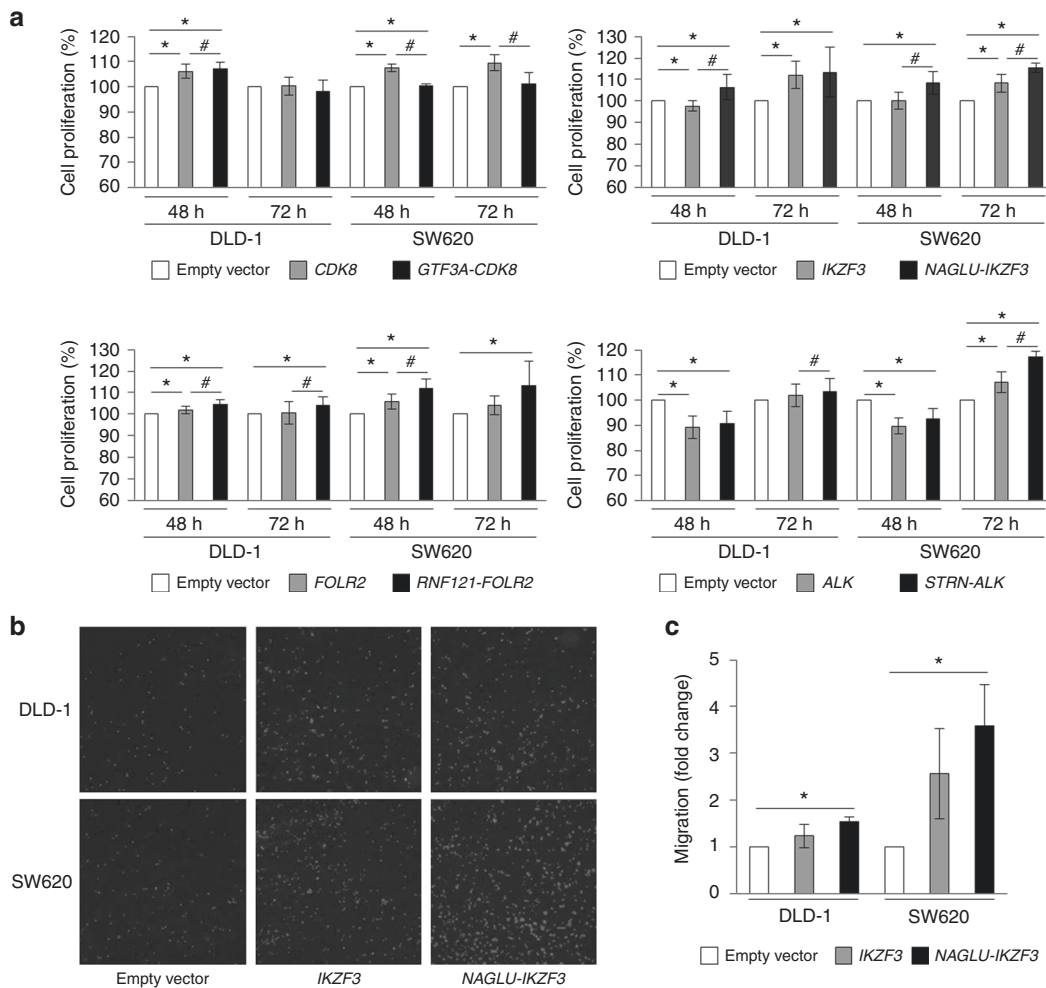 a
Cell proliferation (%)
120
110
100
90
80
70
60
* * # * * # * #
48 h 72 h 48 h 72 h
DLD-1 SW620
Empty vector CDK8 GTF3A-CDK8
Cell proliferation (%)
130
120
110
100
90
80
70
60
* * # * * * # * * #
48 h 72 h 48 h 72 h
DLD-1 SW620
Empty vector IKZF3 NAGLU-IKZF3
Cell proliferation (%)
130
120
110
100
90
80
70
60
* * # * # * * # *
48 h 72 h 48 h 72 h
DLD-1 SW620
Empty vector FOLR2 RNF121-FOLR2
Cell proliferation (%)
120
110
100
90
80
70
60
* * # * * * * #
48 h 72 h 48 h 72 h
DLD-1 SW620
Empty vector ALK STRN-ALK
b
DLD-1
SW620
Empty vector IKZF3 NAGLU-IKZF3
c
Migration (fold change)
5
4
3
2
1
0
* *
DLD-1 SW620
Empty vector IKZF3 NAGLU-IKZF3